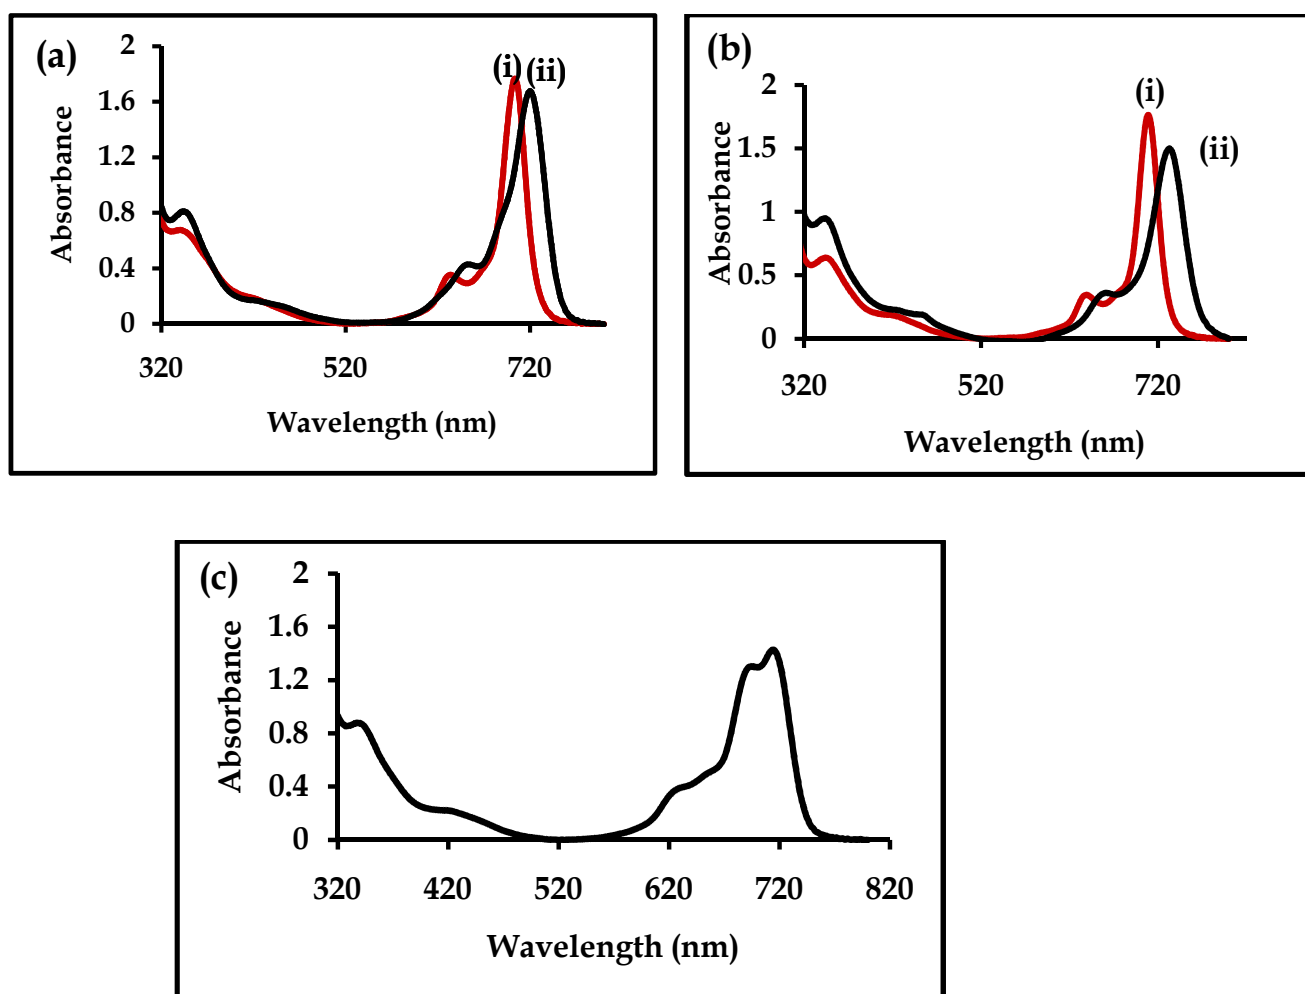 (a)
2
(i) (ii)
1.6
1.2
0.8
0.4
0
Absorbance
320 520 720
Wavelength (nm)
(b)
2
(i)
1.5
(ii)
1
0.5
0
Absorbance
320 520 720
Wavelength (nm)
(c)
2
1.6
1.2
0.8
0.4
0
Absorbance
320 420 520 620 720 820
Wavelength (nm)